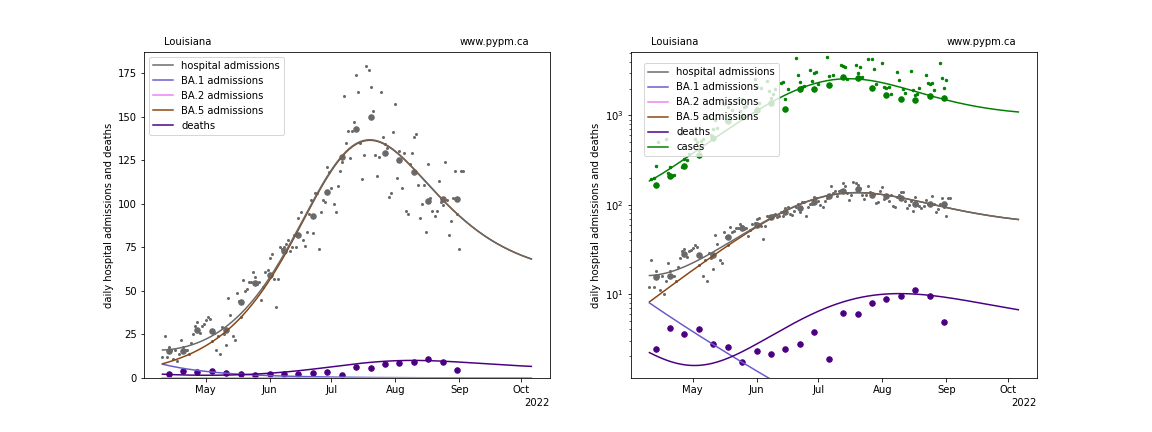 Louisiana www.pypm.ca
daily hospital admissions and deaths
175
150
125
100
75
50
25
0
hospital admissions
BA.1 admissions
BA.2 admissions
BA.5 admissions
deaths
May Jun Jul Aug Sep Oct
2022
Louisiana www.pypm.ca
daily hospital admissions and deaths
10³
10²
10¹
hospital admissions
BA.1 admissions
BA.2 admissions
BA.5 admissions
deaths
cases
May Jun Jul Aug Sep Oct
2022